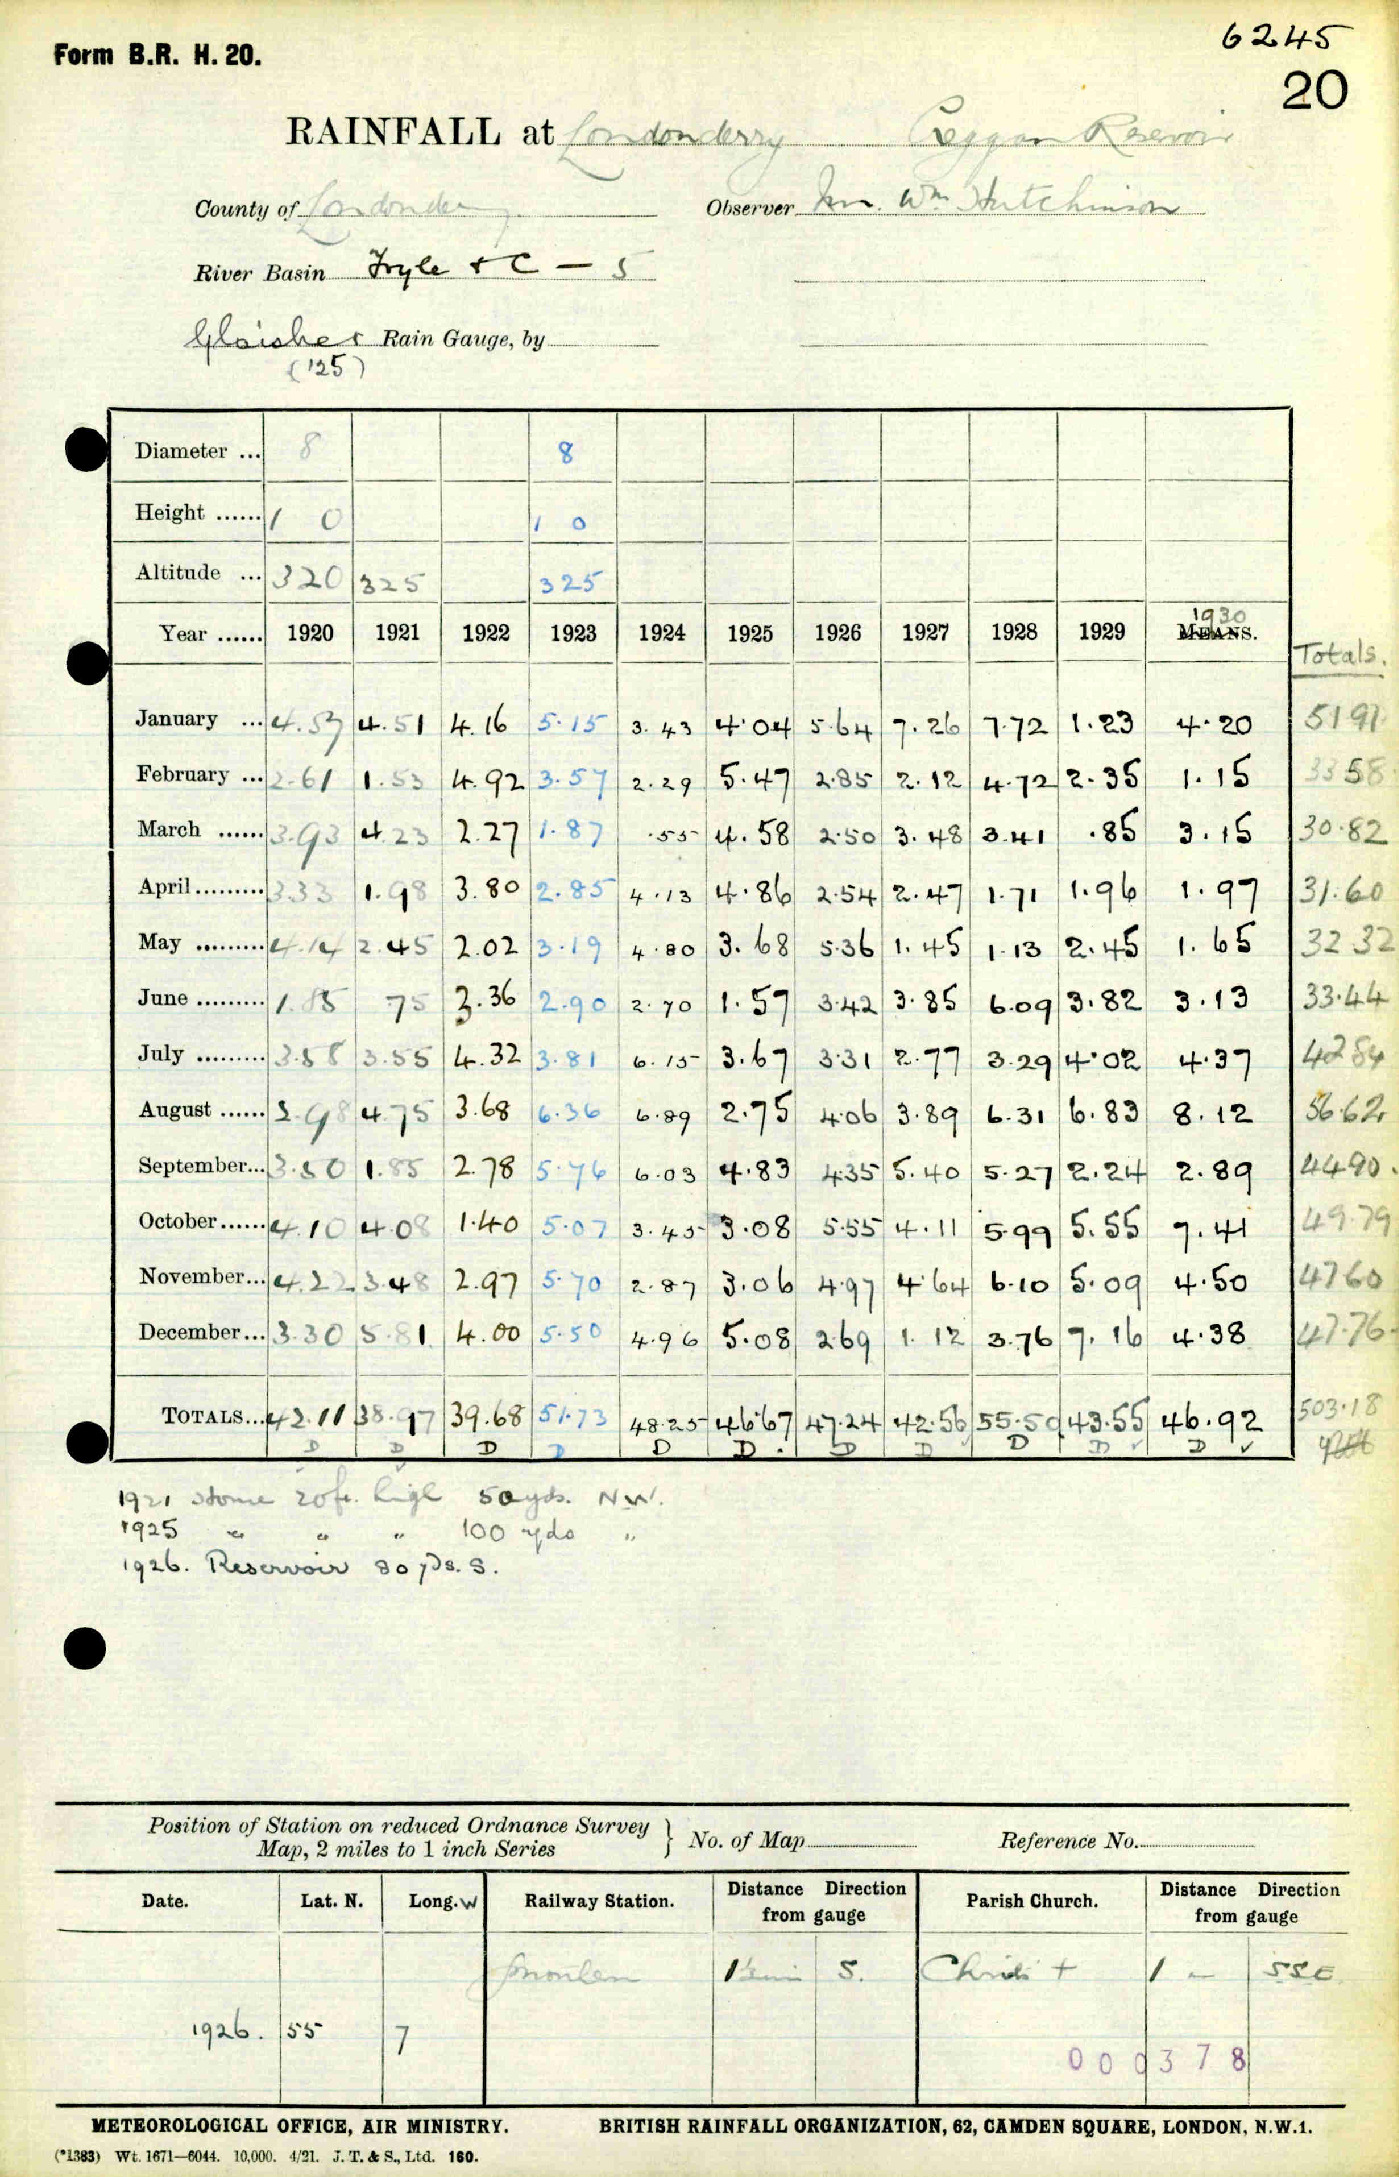 Form B.R. H. 20.
6245
20
RAINFALL at Londonderry Creggan Reservoir
County of Londonderry Observer Mr. Wm Hutchinson
River Basin Foyle & C — 5
Glaisher Rain Gauge, by
(125)
Diameter ... 8 8
Height ...... 1 0 1 0
Altitude ... 320 325 325
Year ...... 1920 1921 1922 1923 1924 1925 1926 1927 1928 1929 MEANS. 1930 Totals.
January ... 4.57 4.51 4.16 5.15 3.43 4.04 5.64 7.26 7.72 1.23 4.20 51 91
February ... 2.61 1.53 4.92 3.57 2.29 5.47 2.85 2.12 4.72 2.35 1.15 33 58
March ...... 3.93 4.23 2.27 1.87 .55 4.58 2.50 3.48 3.41 .85 3.15 30.82
April......... 3.33 1.98 3.80 2.85 4.13 4.86 2.54 2.47 1.71 1.96 1.97 31.60
May ......... 4.14 2.45 2.02 3.19 4.80 3.68 5.36 1.45 1.13 2.45 1.65 32 32
June ......... 1.85 75 3.36 2.90 2.70 1.57 3.42 3.85 6.09 3.82 3.13 33.44
July ......... 3.58 3.55 4.32 3.81 6.15 3.67 3.31 2.77 3.29 4.02 4.37 42 84
August ...... 2.98 4.75 3.68 6.36 6.89 2.75 4.06 3.89 6.31 6.83 8.12 56.62
September... 3.50 1.85 2.78 5.76 6.03 4.83 4.35 5.40 5.27 2.24 2.89 44.90
October...... 4.10 4.08 1.40 5.07 3.45 3.08 5.55 4.11 5.99 5.55 7.41 49.79
November... 4.22 3.48 2.97 5.70 2.87 3.06 4.97 4.64 6.10 5.09 4.50 47 60
December... 3.30 5.81 4.00 5.50 4.96 5.08 2.69 1.12 3.76 7.16 4.38 47.76
TOTALS... 42.11 38.97 39.68 51.73 48.25 46.67 47.24 42.56 55.50 43.55 46.92 503.18
D D D D D D D D D D ✓ D ✓
1921 stone 20ft. high 50yds. NW.
1925 " " " 100 yds "
1926. Reservoir 80 yds. S.
Position of Station on reduced Ordnance Survey Map, 2 miles to 1 inch Series } No. of Map Reference No.
Date. Lat. N. Long. W Railway Station. Distance Direction from gauge Parish Church. Distance Direction from gauge
S. Christ 1 SSE
1926. 55 7
000378
METEOROLOGICAL OFFICE, AIR MINISTRY. BRITISH RAINFALL ORGANIZATION, 62, CAMDEN SQUARE, LONDON, N.W.1.
(*1383) Wt. 1671—6044. 10,000. 4/21. J. T. & S., Ltd. 160.